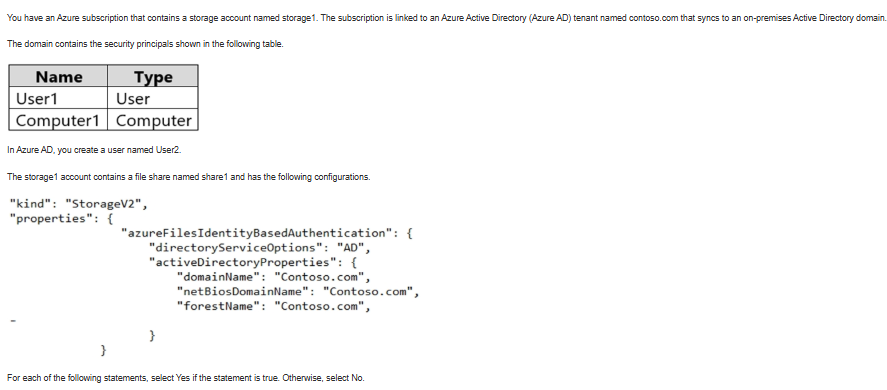 You have an Azure subscription that contains a storage account named storage1. The subscription is linked to an Azure Active Directory (Azure AD) tenant named contoso.com that syncs to an on-premises Active Directory domain.
The domain contains the security principals shown in the following table.
Name Type
User1 User
Computer1 Computer
In Azure AD, you create a user named User2.
The storage1 account contains a file share named share1 and has the following configurations.
"kind": "StorageV2",
"properties": {
"azureFilesIdentityBasedAuthentication": {
"directoryServiceOptions": "AD",
"activeDirectoryProperties": {
"domainName": "Contoso.com",
"netBiosDomainName": "Contoso.com",
"forestName": "Contoso.com",
-
}
}
For each of the following statements, select Yes if the statement is true. Otherwise, select No.